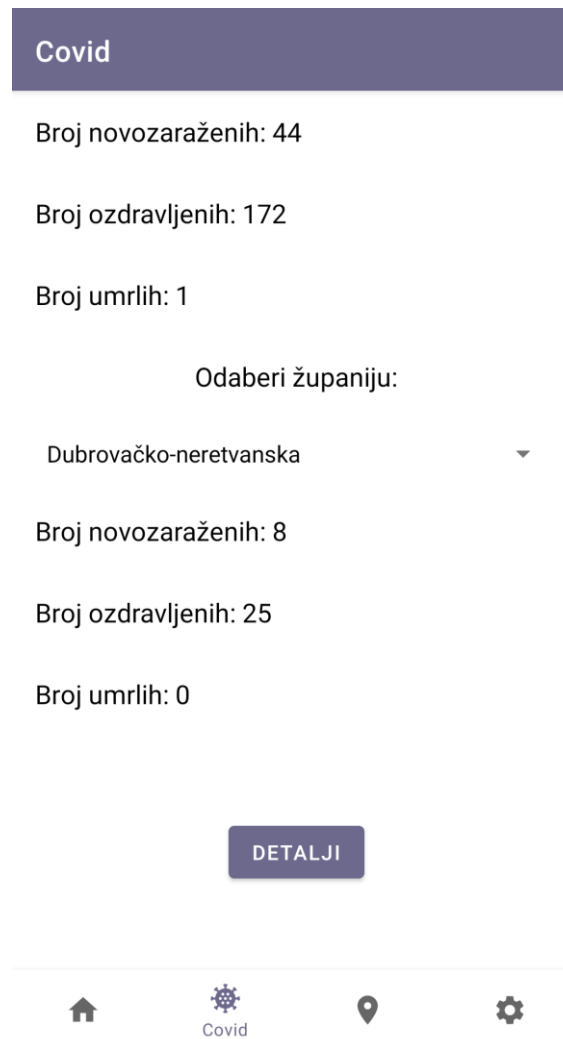 Covid
Broj novozaraženih: 44
Broj ozdravljenih: 172
Broj umrlih: 1
Odaberi županiju:
Dubrovačko-neretvanska
Broj novozaraženih: 8
Broj ozdravljenih: 25
Broj umrlih: 0
DETALJI
Covid